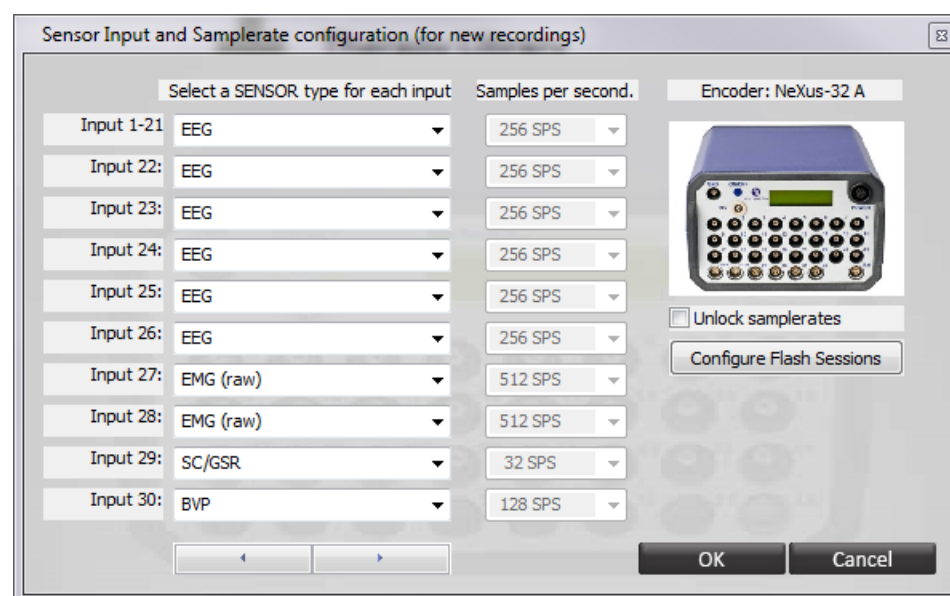 Sensor Input and Samplerate configuration (for new recordings)
Select a SENSOR type for each input Samples per second. Encoder: NeXus-32 A
Input 1-21 EEG 256 SPS
Input 22: EEG 256 SPS
Input 23: EEG 256 SPS
Input 24: EEG 256 SPS
Input 25: EEG 256 SPS
Input 26: EEG 256 SPS
Unlock samplerates
Configure Flash Sessions
Input 27: EMG (raw) 512 SPS
Input 28: EMG (raw) 512 SPS
Input 29: SC/GSR 32 SPS
Input 30: BVP 128 SPS
OK Cancel